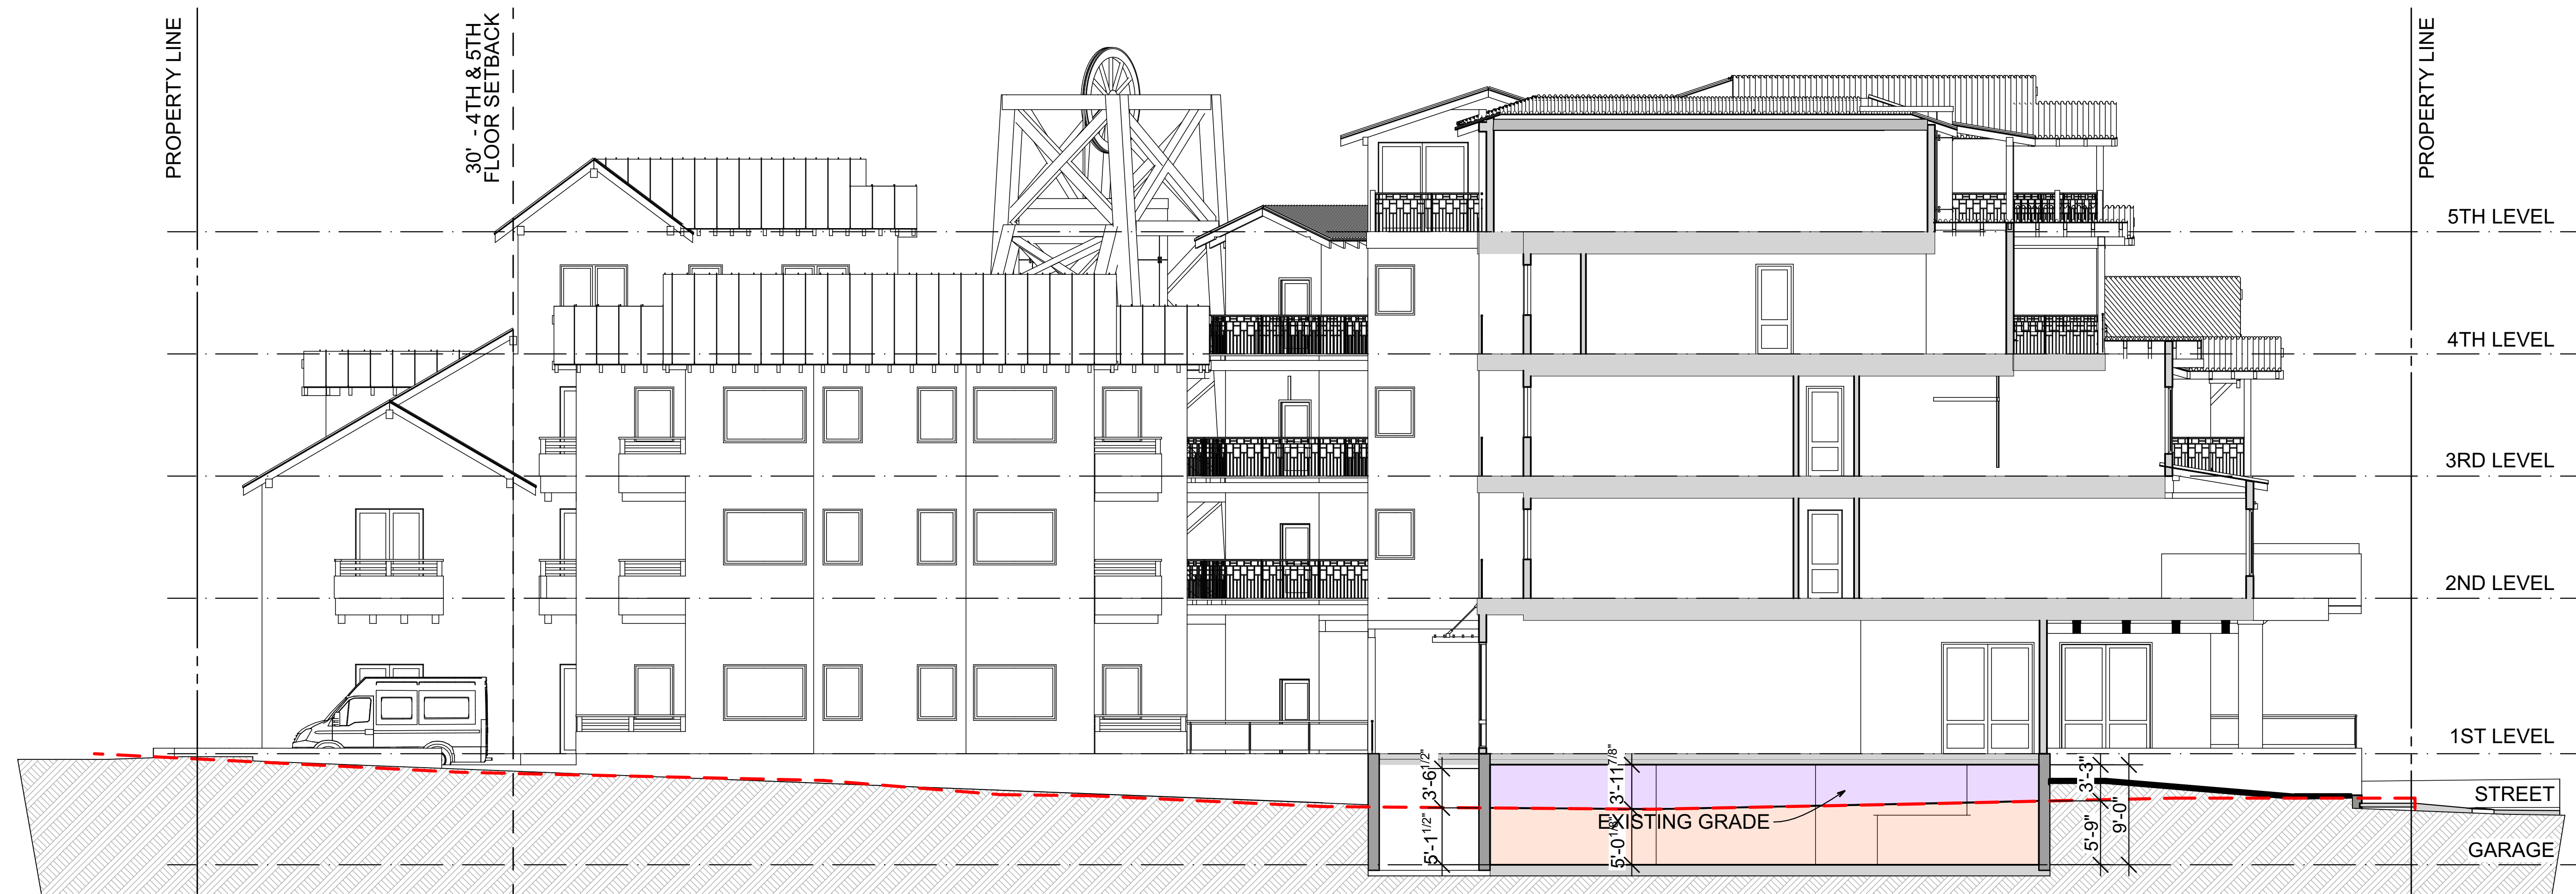 PROPERTY LINE
30' - 4TH & 5TH
FLOOR SETBACK
PROPERTY LINE
5TH LEVEL
4TH LEVEL
3RD LEVEL
2ND LEVEL
1ST LEVEL
STREET
GARAGE
3'-6 1/2"
5'-1 1/2"
3'-11 7/8"
5'-0 1/8"
EXISTING GRADE
3'-3"
5'-9"
9'-0"